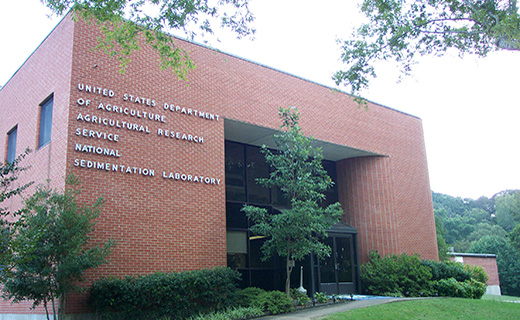 UNITED STATES DEPARTMENT
OF AGRICULTURE
AGRICULTURAL RESEARCH
SERVICE
NATIONAL
SEDIMENTATION LABORATORY